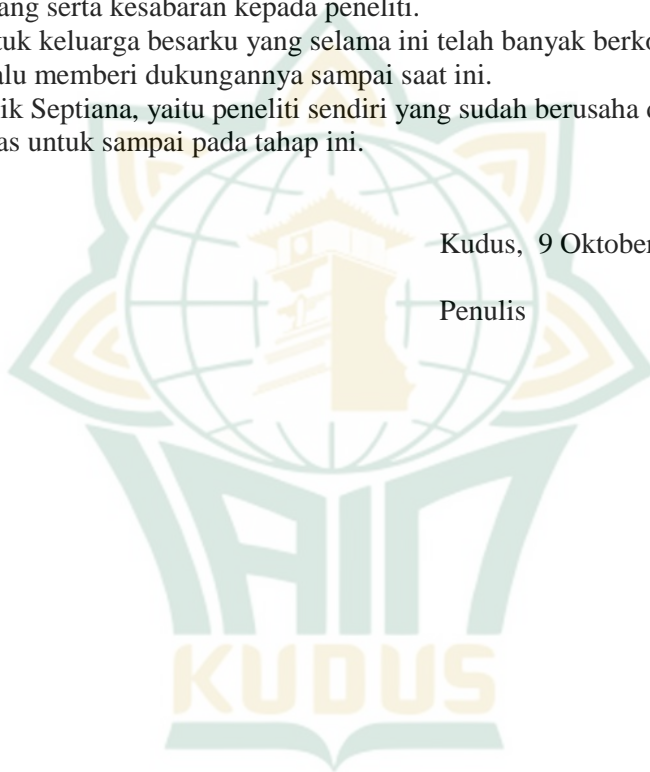 ang serta kesabaran kepada peneliti.
tuk keluarga besarku yang selama ini telah banyak berko
alu memberi dukungannya sampai saat ini.
ik Septiana, yaitu peneliti sendiri yang sudah berusaha
as untuk sampai pada tahap ini.
Kudus, 9 Oktober
Penulis
IAIN
KUDUS